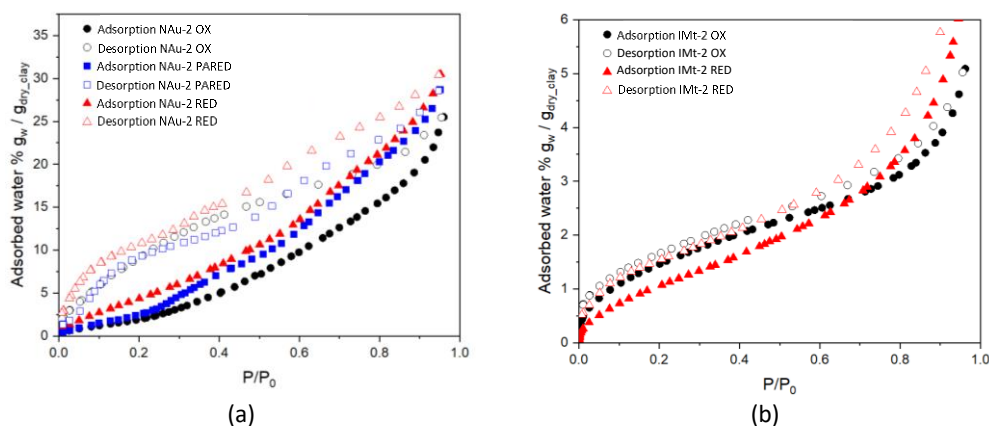 Adsorbed water % g_w / g_dry_clay
35
30
25
20
15
10
5
0
Adsorption NAu-2 OX
Desorption NAu-2 OX
Adsorption NAu-2 PARED
Desorption NAu-2 PARED
Adsorption NAu-2 RED
Desorption NAu-2 RED
0.0 0.2 0.4 0.6 0.8 1.0
P/P₀
(a)
Adsorbed water % g_w / g_dry_clay
6
5
4
3
2
1
0
Adsorption IMt-2 OX
Desorption IMt-2 OX
Adsorption IMt-2 RED
Desorption IMt-2 RED
0.0 0.2 0.4 0.6 0.8 1.0
P/P₀
(b)